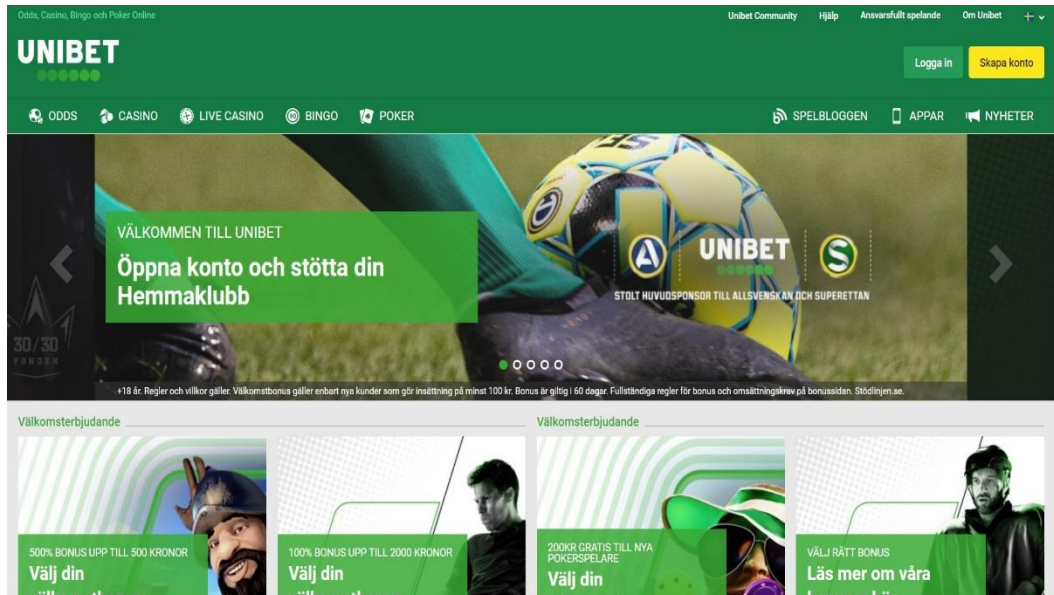 Odds, Casino, Bingo och Poker Online
Unibet Community
Hjälp
Ansvarsfullt spelande
Om Unibet
UNIBET
Logga in
Skapa konto
ODDS
CASINO
LIVE CASINO
BINGO
POKER
SPELBLOGGEN
APPAR
NYHETER
VÄLKOMMEN TILL UNIBET
Öppna konto och stötta din
Hemmaklubb
UNIBET
STOLT HUVUDSPONSOR TILL ALLSVENSKAN OCH SUPERETTAN
30/30
+18 år. Regler och villkor gäller. Välkomstbonus gäller enbart nya kunder som gör insättning på minst 100 kr. Bonus är giltig i 60 dagar. Fullständiga regler för bonus och omsättningskrav på bonussidan. Stödlinjen.se.
Välkomsterbjudande
Välkomsterbjudande
500% BONUS UPP TILL 500 KRONOR
Välj din
100% BONUS UPP TILL 2000 KRONOR
Välj din
200KR GRATIS TILL NYA
POKERSPELARE
Välj din
VÄLJ RÄTT BONUS
Läs mer om våra